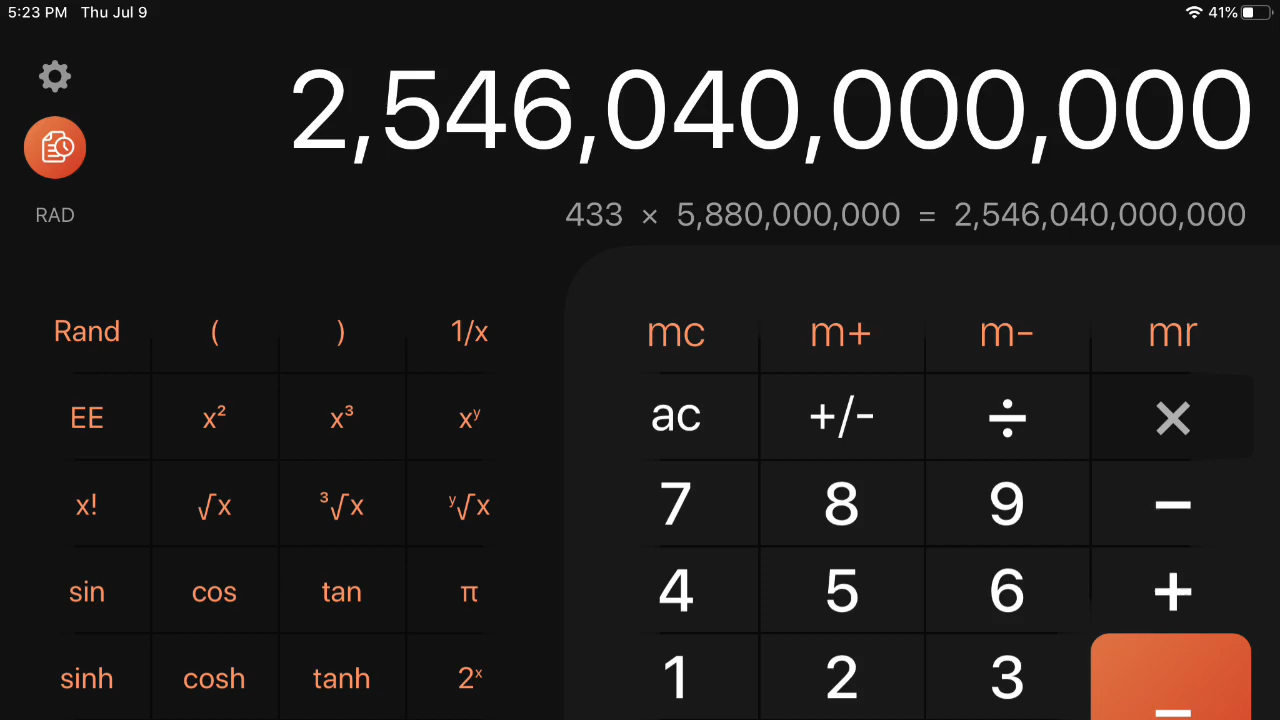 5:23 PM Thu Jul 9 41%
2,546,040,000,000
RAD 433 × 5,880,000,000 = 2,546,040,000,000
Rand ( ) 1/x mc m+ m- mr
EE x² x³ xʸ ac +/- ÷ ×
x! √x ³√x ʸ√x 7 8 9 −
sin cos tan π 4 5 6 +
sinh cosh tanh 2ˣ 1 2 3 =